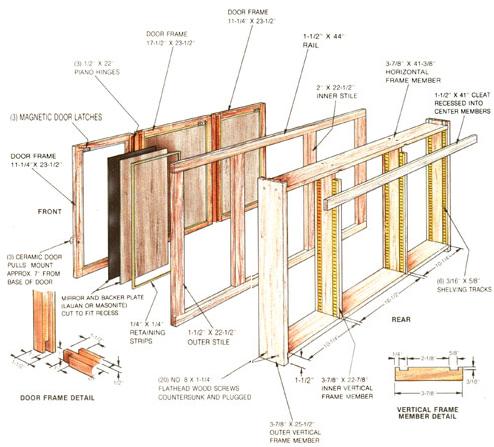 DOOR FRAME
11-1/4" X 23-1/2"
DOOR FRAME
17-1/2" X 23-1/2"
1-1/2" X 44"
RAIL
3-7/8" X 41-3/8"
HORIZONTAL
FRAME MEMBER
(3) 1/2" X 22"
PIANO HINGES
2" X 22-1/2"
INNER STILE
1-1/2" X 41" CLEAT
RECESSED INTO
CENTER MEMBERS
(3) MAGNETIC DOOR LATCHES
DOOR FRAME
11-1/4" X 23-1/2"
FRONT
(3) CERAMIC DOOR
PULLS MOUNT
APPROX. 7" FROM
BASE OF DOOR
MIRROR AND BACKER PLATE
(LAUAN OR MASONITE)
CUT TO FIT RECESS
1/4" X 1/4"
RETAINING
STRIPS
1-1/2" X 22-1/2"
OUTER STILE
10-1/4"
16-1/2"
10-1/4"
(6) 3/16" X 5/8"
SHELVING TRACKS
REAR
1-1/2"
1/2"
DOOR FRAME DETAIL
(20) NO 8 X 1-1/4"
FLATHEAD WOOD SCREWS
COUNTERSUNK AND PLUGGED
1-1/2"
3-7/8" X 22-7/8"
INNER VERTICAL
FRAME MEMBER
3-7/8" X 25-1/2"
OUTER VERTICAL
FRAME MEMBER
1/4"
2-1/8"
5/8"
3/16"
3-7/8"
VERTICAL FRAME
MEMBER DETAIL